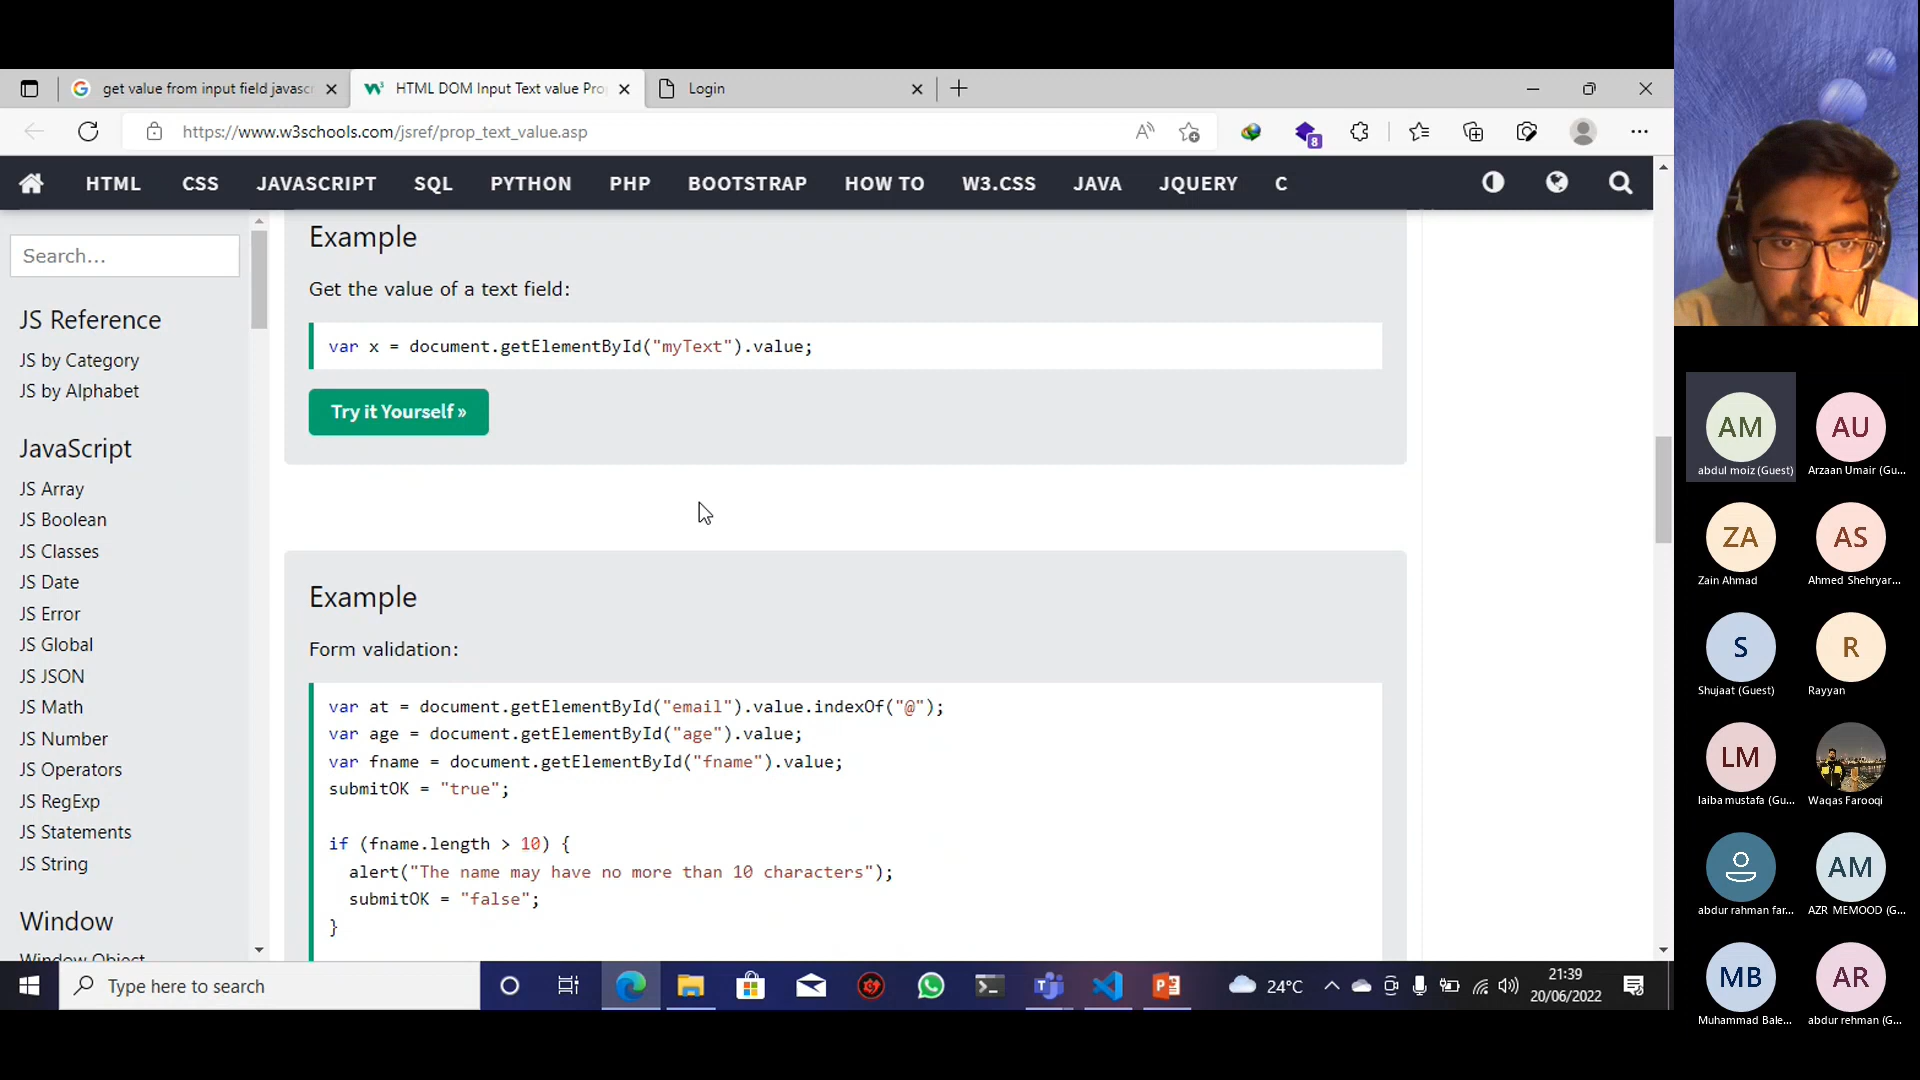 get value from input field javascr
HTML DOM Input Text value Pro
Login
https://www.w3schools.com/jsref/prop_text_value.asp
8
HTML CSS JAVASCRIPT SQL PYTHON PHP BOOTSTRAP HOW TO W3.CSS JAVA JQUERY C
Search...
JS Reference
JS by Category
JS by Alphabet
JavaScript
JS Array
JS Boolean
JS Classes
JS Date
JS Error
JS Global
JS JSON
JS Math
JS Number
JS Operators
JS RegExp
JS Statements
JS String
Window
Window Object
Example
Get the value of a text field:
var x = document.getElementById("myText").value;
Try it Yourself »
Example
Form validation:
var at = document.getElementById("email").value.indexOf("@");
var age = document.getElementById("age").value;
var fname = document.getElementById("fname").value;
submitOK = "true";
if (fname.length > 10) {
alert("The name may have no more than 10 characters");
submitOK = "false";
}
Type here to search
24°C
21:39
20/06/2022
AM
abdul moiz (Guest)
AU
Arzaan Umair (Gu...
ZA
Zain Ahmad
AS
Ahmed Shehryar...
S
Shujaat (Guest)
R
Rayyan
LM
laiba mustafa (Gu...
Waqas Farooqi
abdur rahman far...
AM
AZR MEMOOD (G...
MB
Muhammad Bale...
AR
abdur rehman (G...